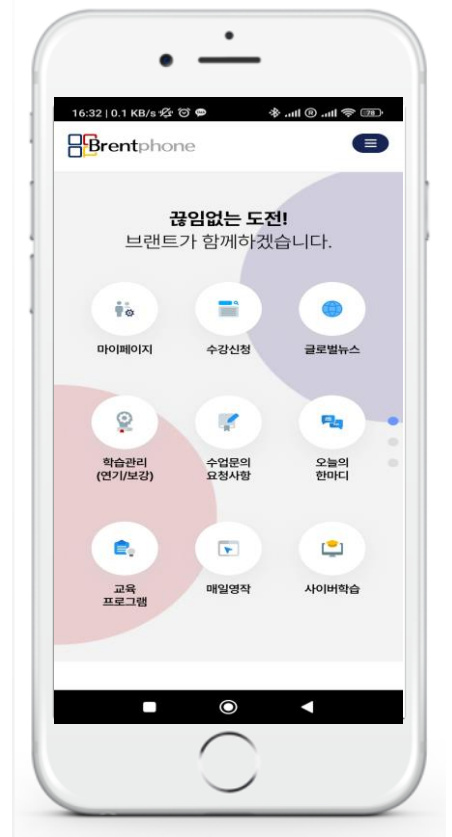 16:32 | 0.1 KB/s
78
Brentphone
끊임없는 도전!
브랜트가 함께하겠습니다.
마이페이지 수강신청 글로벌뉴스
학습관리 수업문의 오늘의
(연기/보강) 요청사항 한마디
교육 매일영작 사이버학습
프로그램